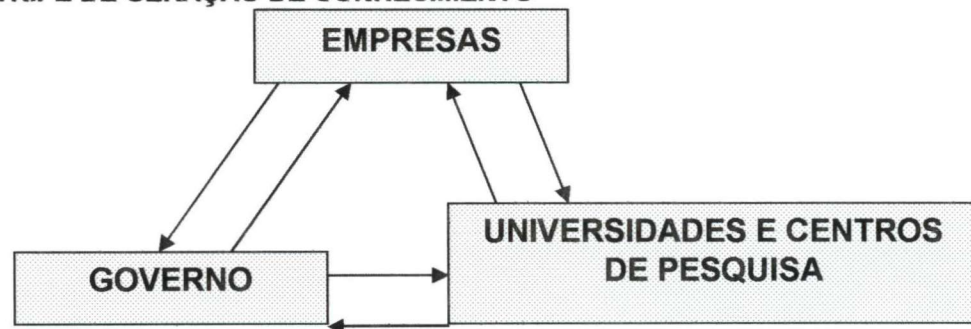 EMPRESAS
UNIVERSIDADES E CENTROS
DE PESQUISA
GOVERNO